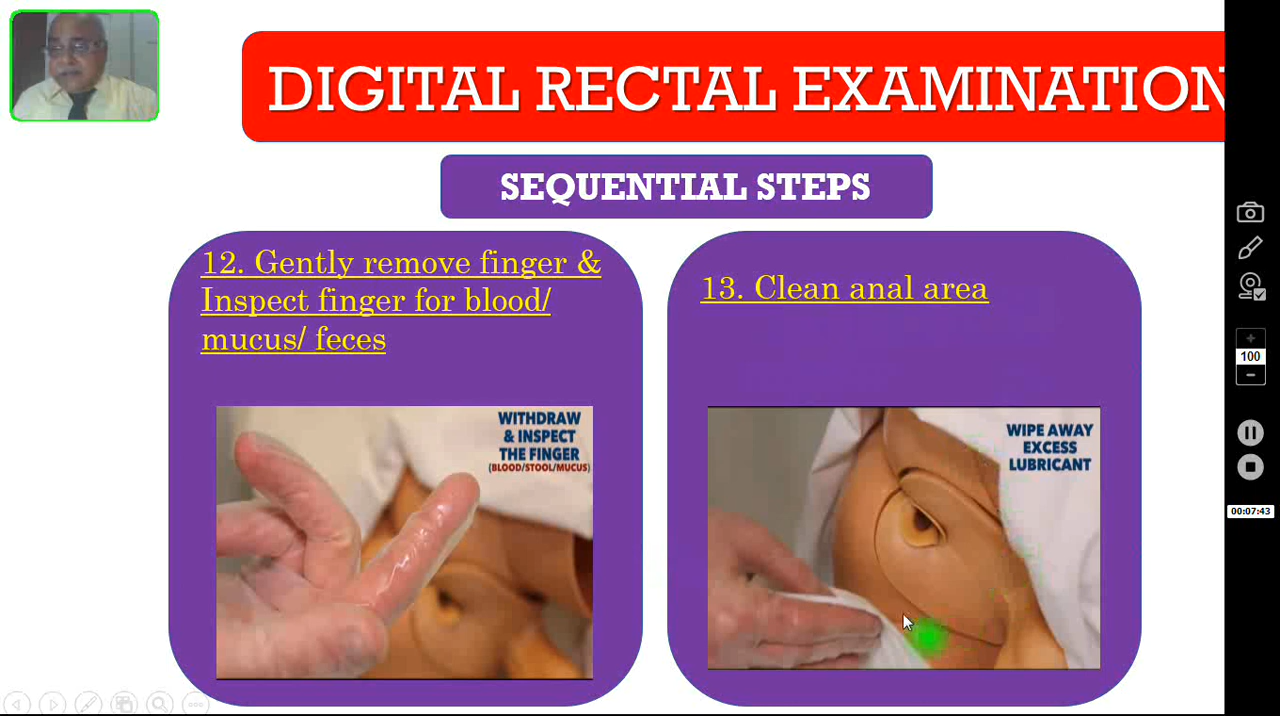 DIGITAL RECTAL EXAMINATION
SEQUENTIAL STEPS
12. Gently remove finger &
Inspect finger for blood/
mucus/ feces
WITHDRAW
& INSPECT
THE FINGER
(BLOOD/STOOL/MUCUS)
13. Clean anal area
WIPE AWAY
EXCESS
LUBRICANT
100
00:07:43